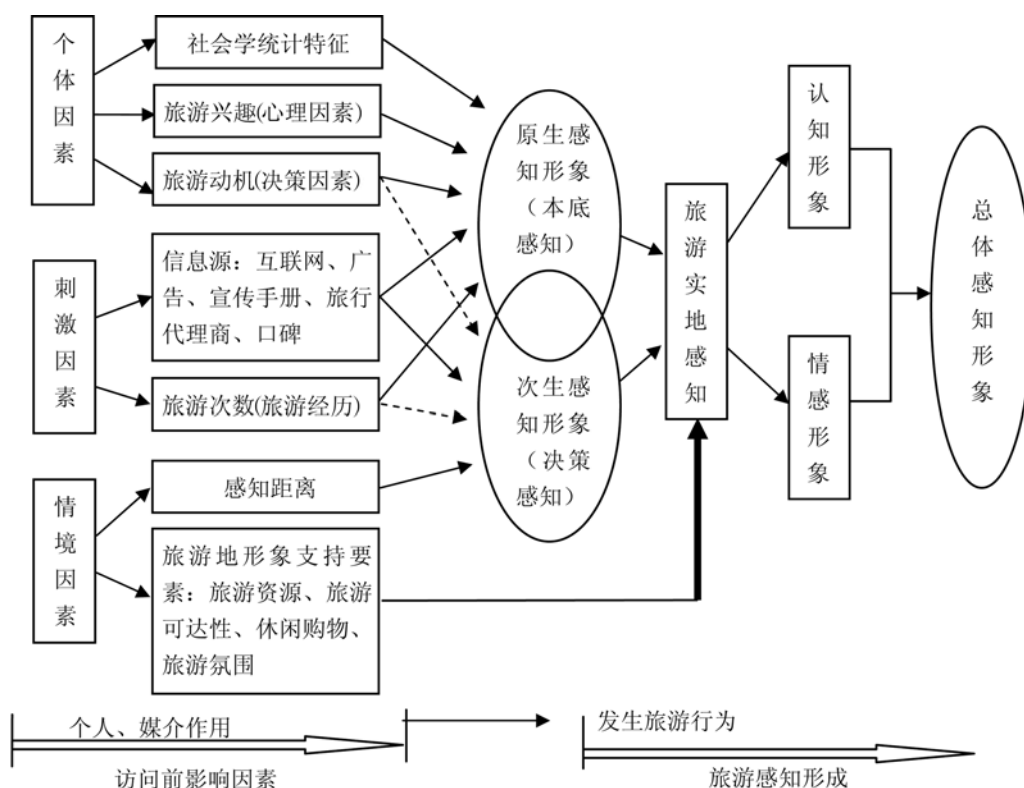 个体因素
社会学统计特征
旅游兴趣(心理因素)
旅游动机(决策因素)
刺激因素
信息源：互联网、广
告、宣传手册、旅行
代理商、口碑
旅游次数(旅游经历)
情境因素
感知距离
旅游地形象支持要
素：旅游资源、旅游
可达性、休闲购物、
旅游氛围
原生感
知形象
（本底
感知）
次生感
知形象
（决策
感知）
旅游实地感知
认知形象
情感形象
总体感知形象
个人、媒介作用
访问前影响因素
发生旅游行为
旅游感知形成